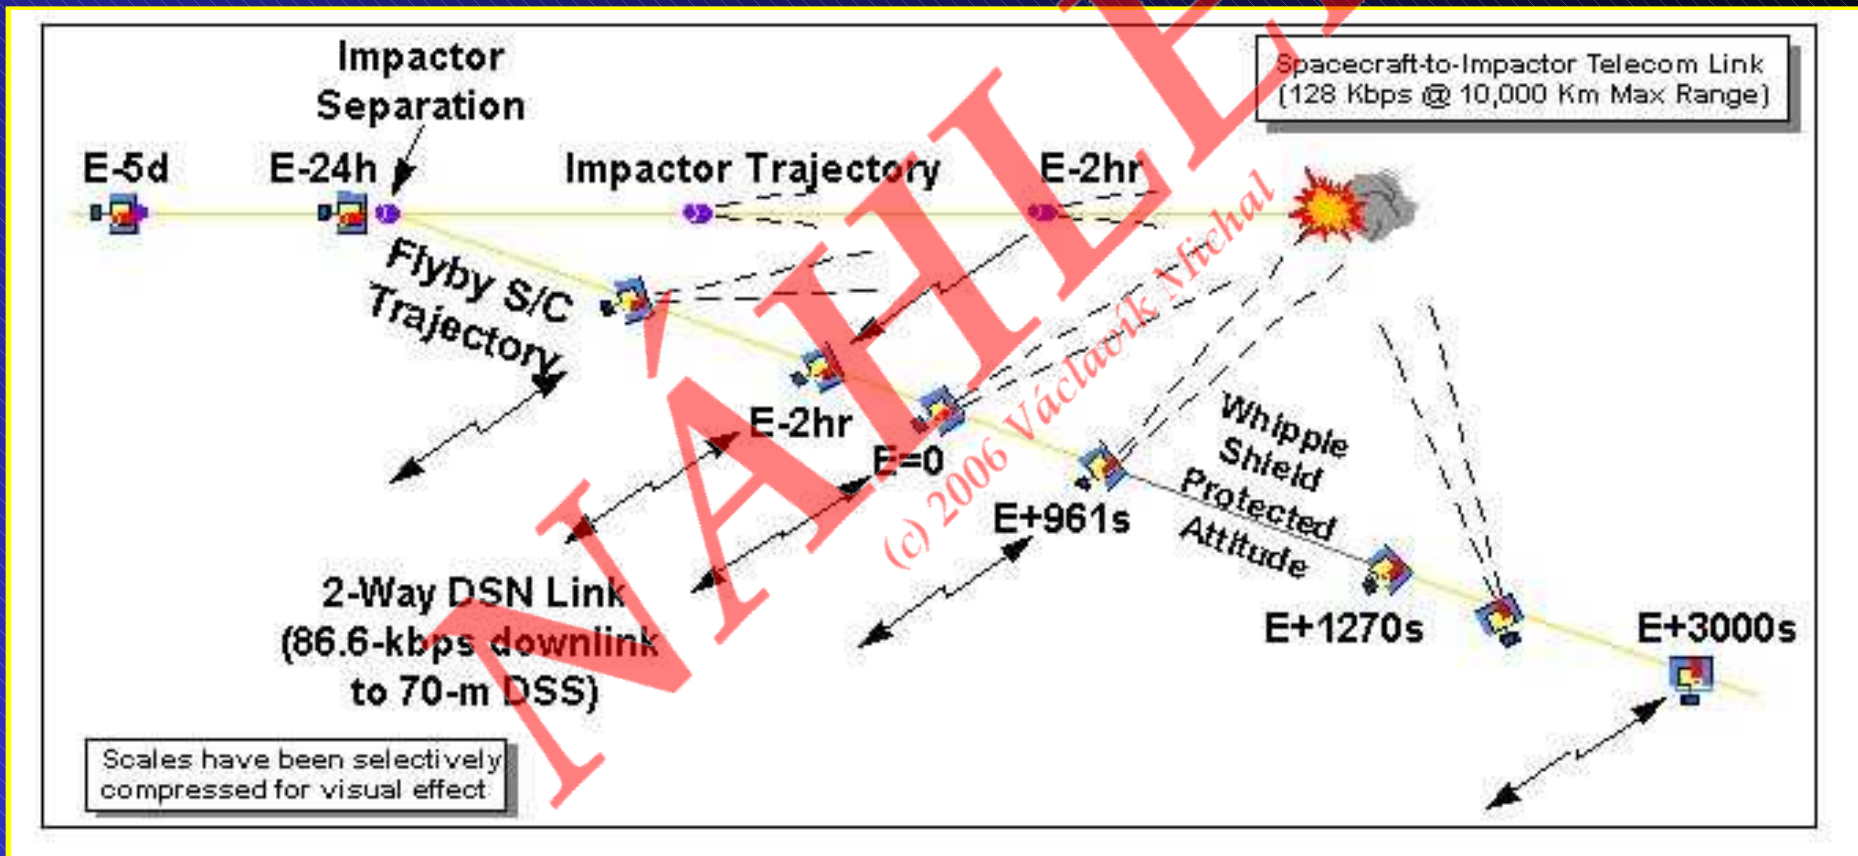 Impactor
Separation
Spacecraft-to-Impactor Telecom Link
(128 Kbps @ 10,000 Km Max Range)
E-5d
E-24h
Impactor Trajectory
E-2hr
Flyby S/C
Trajectory
E-2hr
E=0
E+961s
Whipple
Shield
Protected
Attitude
E+1270s
E+3000s
2-Way DSN Link
(86.6-kbps downlink
to 70-m DSS)
Scales have been selectively
compressed for visual effect
NÁHLE
(c) 2006 Václavík Michal